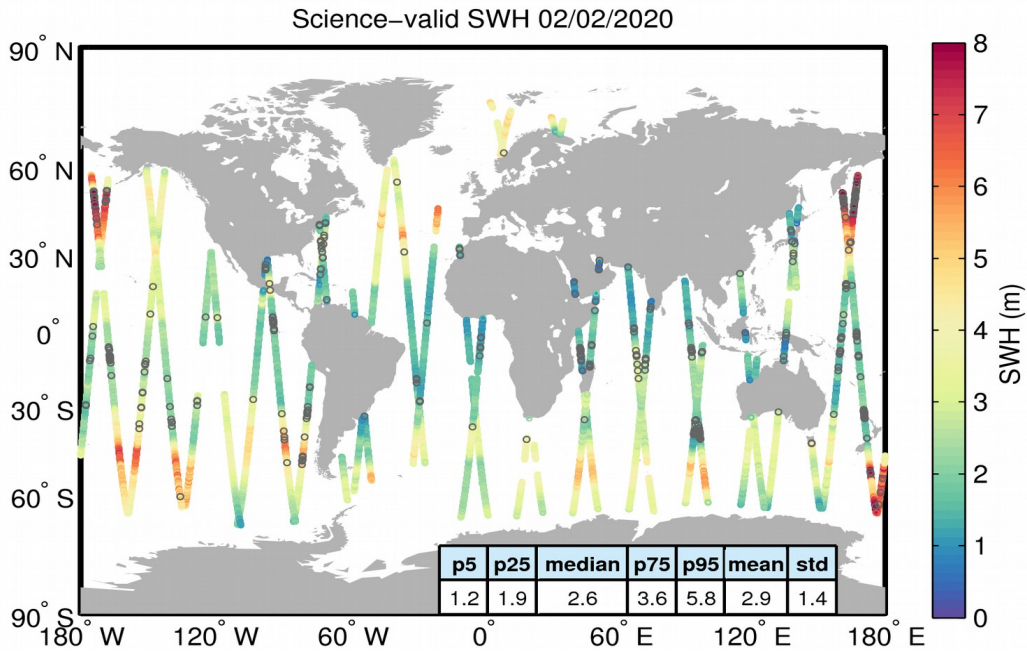 Science−valid SWH 02/02/2020
90° N
60° N
30° N
0°
30° S
60° S
90° S
180° W
120° W
60° W
0°
60° E
120° E
180° E
p5 p25 median p75 p95 mean std
1.2 1.9 2.6 3.6 5.8 2.9 1.4
8
7
6
5
4
3
2
1
0
SWH (m)